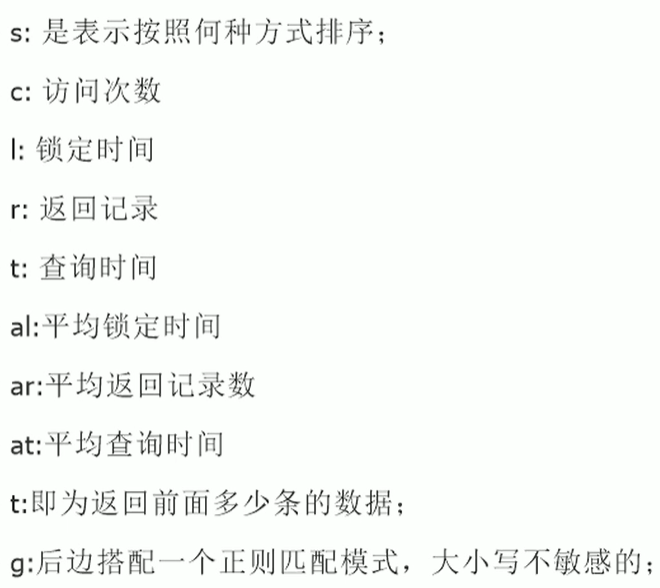 s: 是表示按照何种方式排序;
c: 访问次数
l: 锁定时间
r: 返回记录
t: 查询时间
al:平均锁定时间
ar:平均返回记录数
at:平均查询时间
t:即为返回前面多少条的数据;
g:后边搭配一个正则匹配模式，大小写不敏感的;